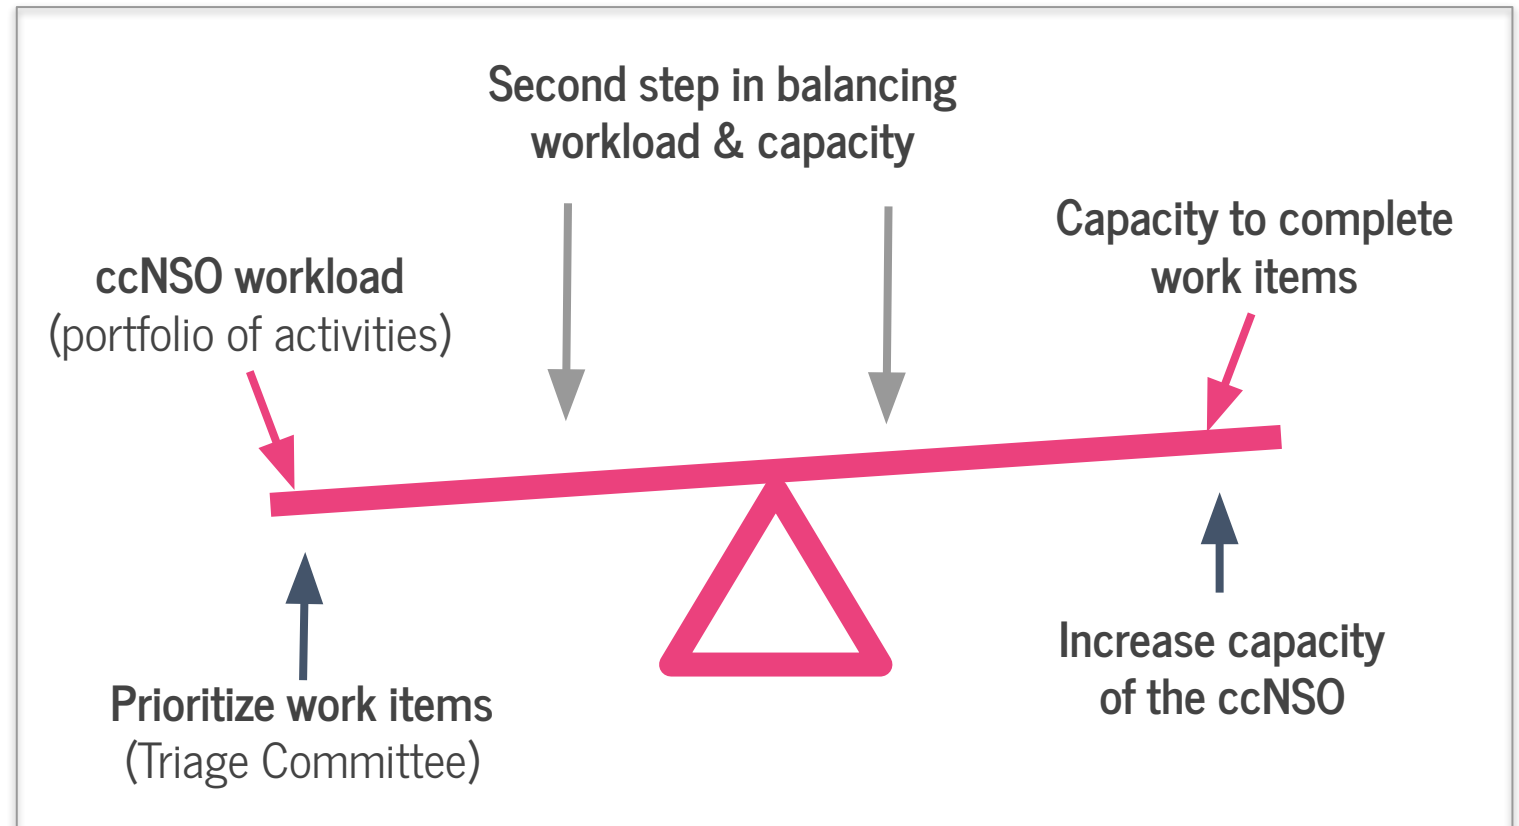 Second step in balancing
workload & capacity
Capacity to complete
work items
ccNSO workload
(portfolio of activities)
Increase capacity
of the ccNSO
Prioritize work items
(Triage Committee)